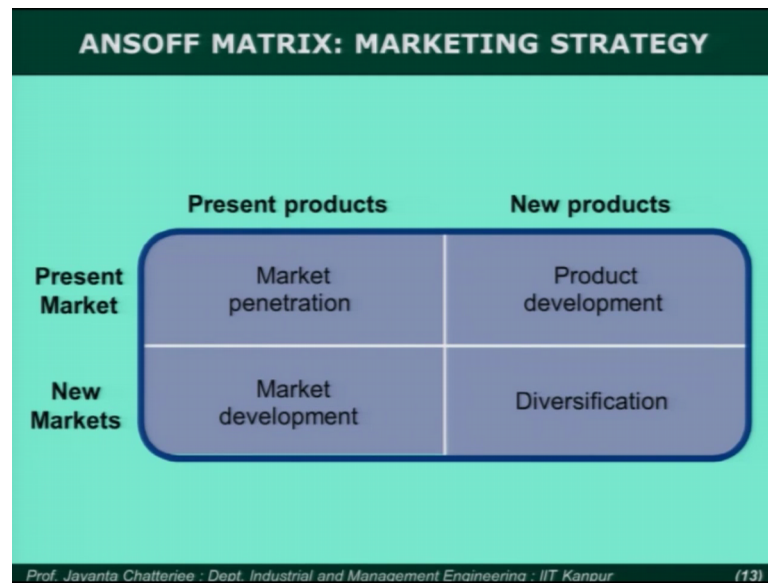 ANSOFF MATRIX: MARKETING STRATEGY
Present products New products
Present Market
Market penetration
Product development
New Markets
Market development
Diversification
Prof. Jayanta Chatterjee : Dept. Industrial and Management Engineering : IIT Kanpur (13)